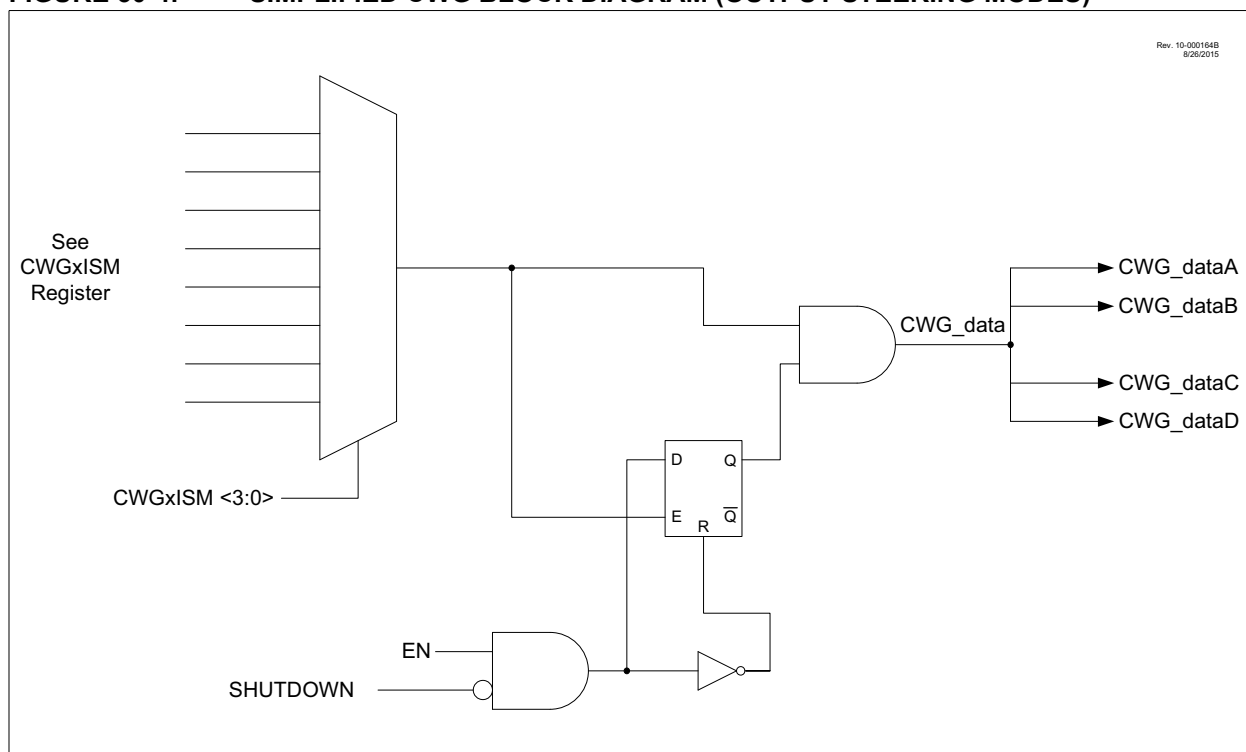 Rev. 10-000164B
8/26/2015
See
CWGxISM
Register
CWGxISM <3:0>
CWG_data
CWG_dataA
CWG_dataB
CWG_dataC
CWG_dataD
D
Q
E
Q
R
EN
SHUTDOWN